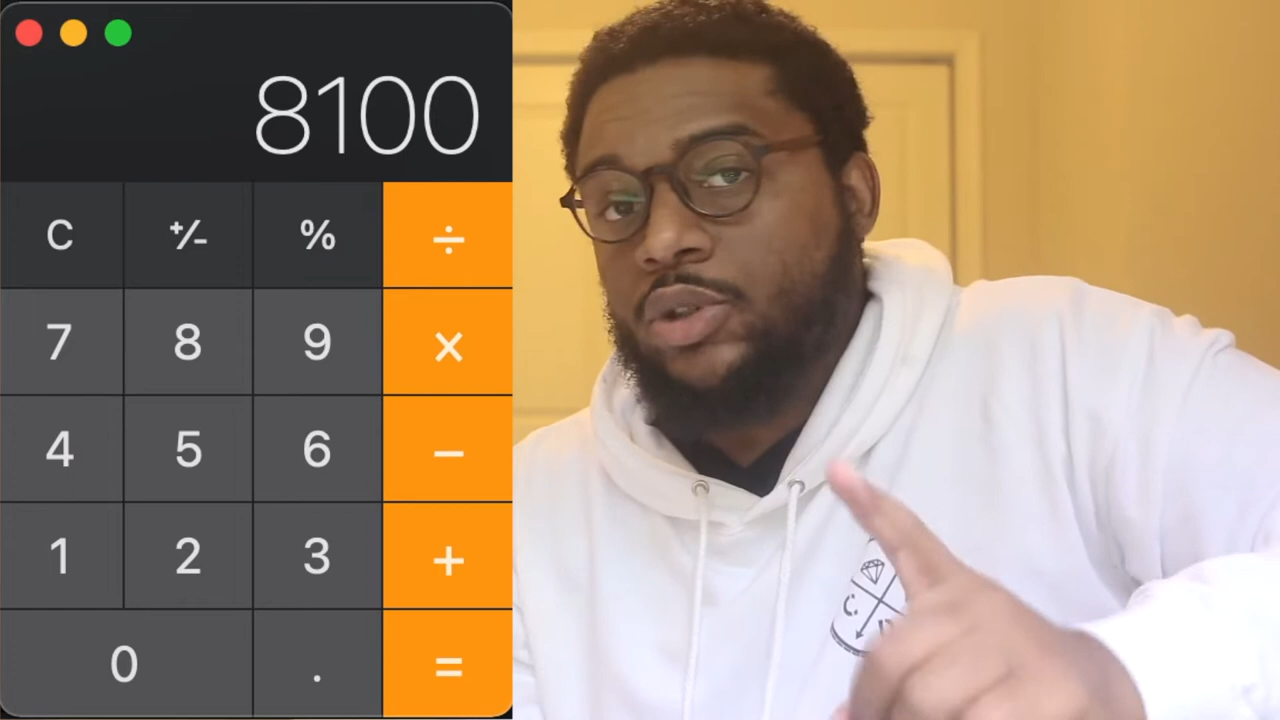 8100
C ⁺∕₋ % ÷
7 8 9 ×
4 5 6 −
1 2 3 +
0 . =